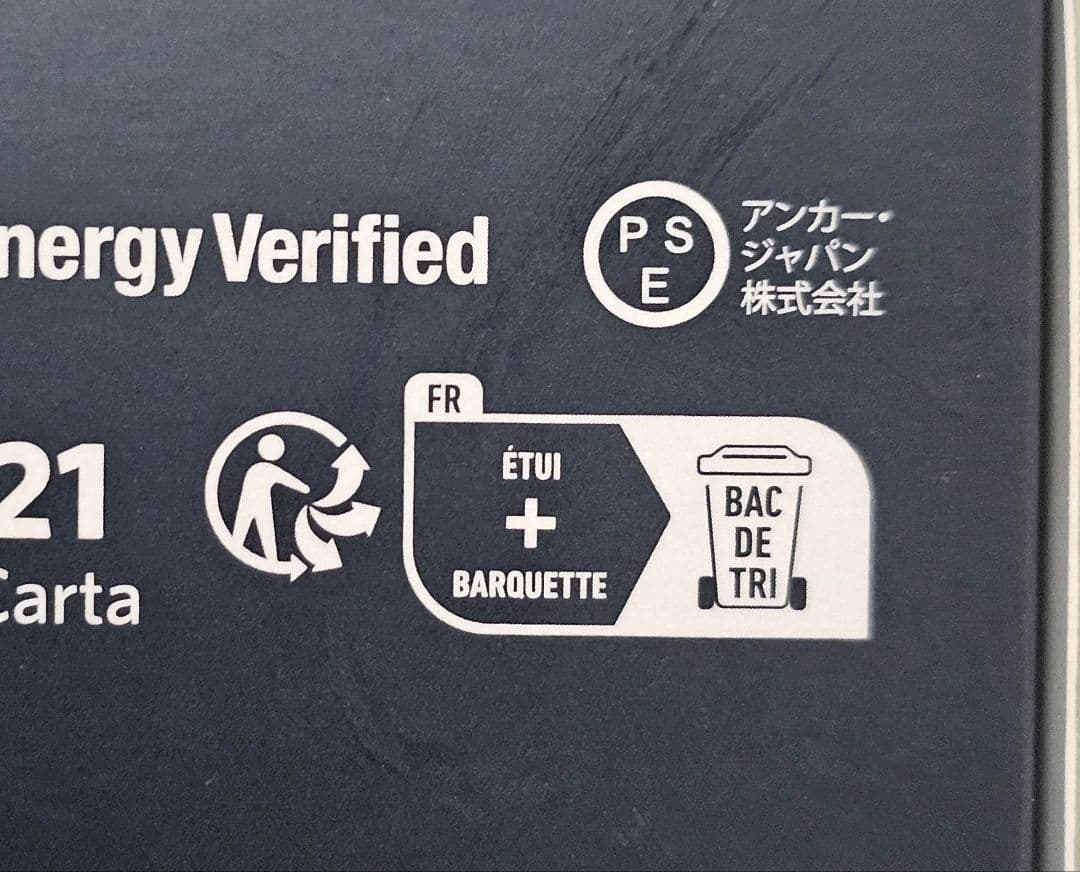 nergy Verified
PS
E
アンカー・
ジャパン
株式会社
FR
21
Carta
ÉTUI
+
BARQUETTE
BAC
DE
TRI